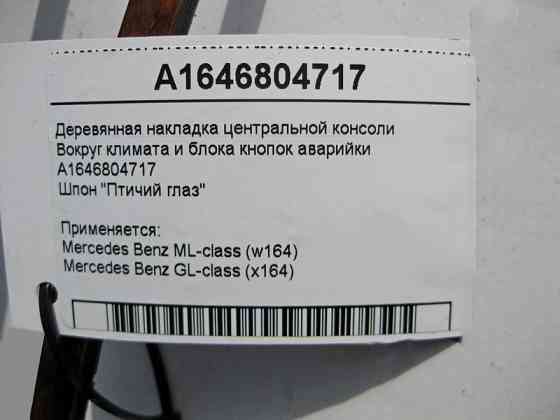 A1646804717
Деревянная накладка центральной консоли
Вокруг климата и блока кнопок аварийки
A1646804717
Шпон "Птичий глаз"
Применяется:
Mercedes Benz ML-class (w164)
Mercedes Benz GL-class (x164)